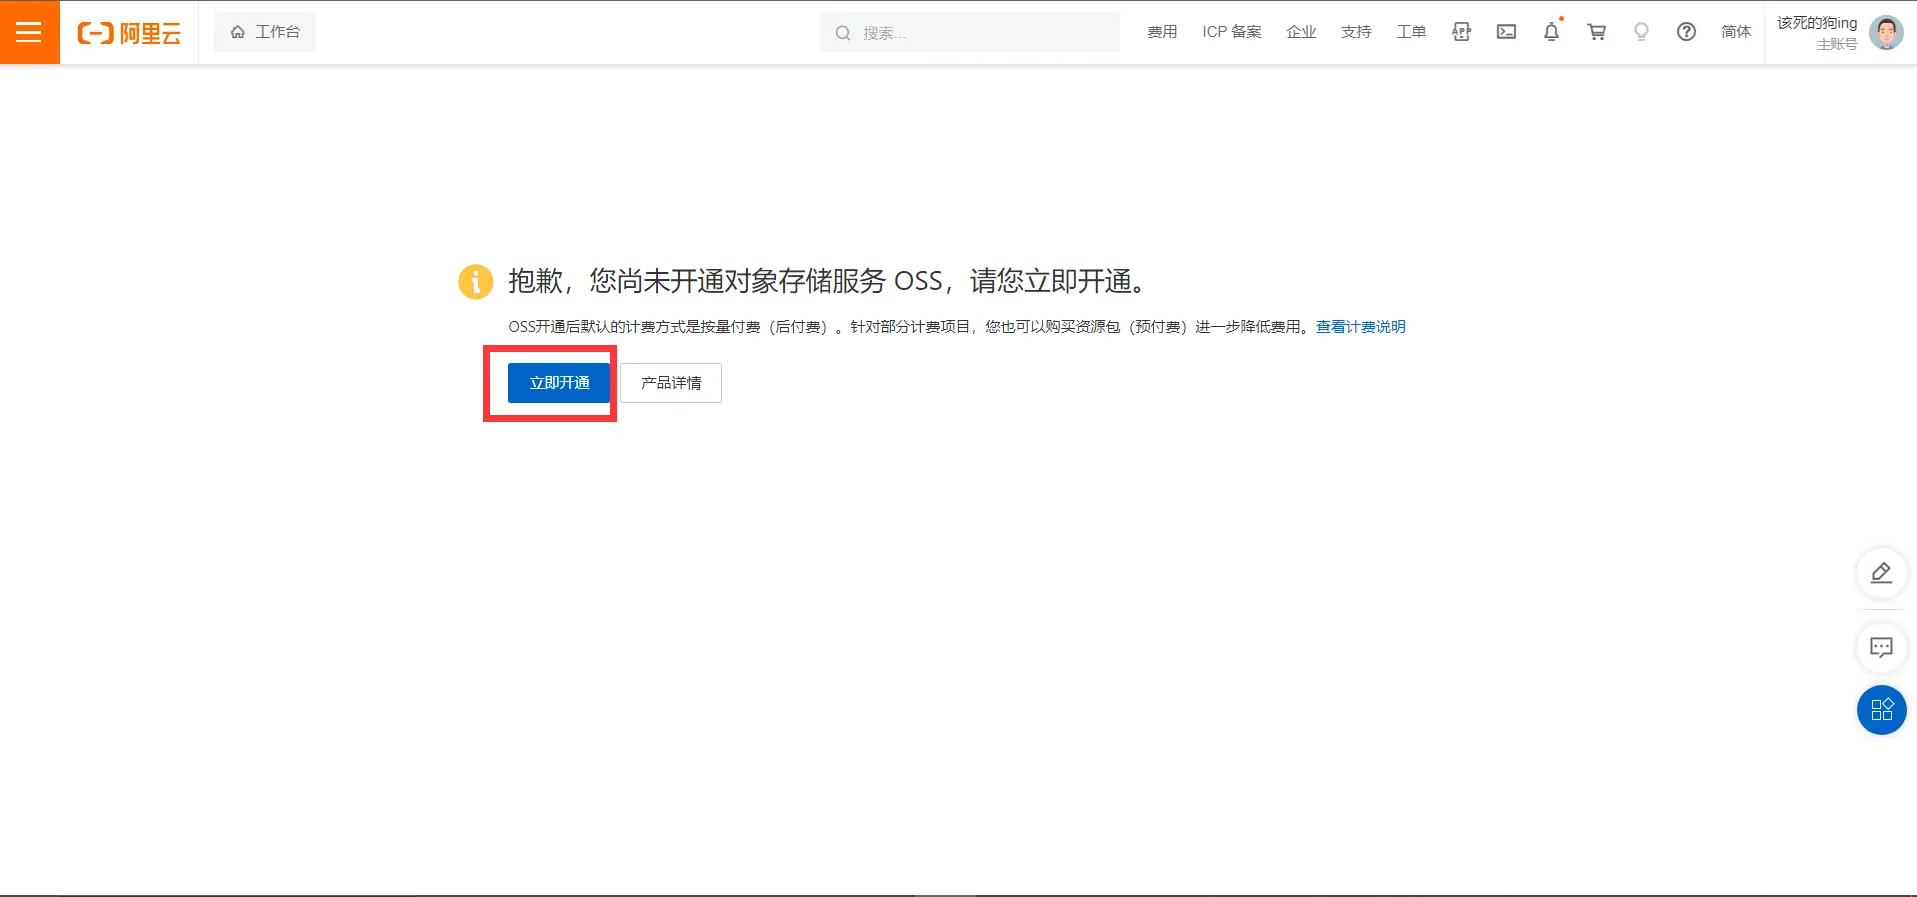 阿里云
工作台
搜索...
费用
ICP 备案
企业
支持
工单
APP
简体
该死的狗ing
主账号
抱歉，您尚未开通对象存储服务 OSS，请您立即开通。
OSS开通后默认的计费方式是按量付费（后付费）。针对部分计费项目，您也可以购买资源包（预付费）进一步降低费用。查看计费说明
立即开通
产品详情